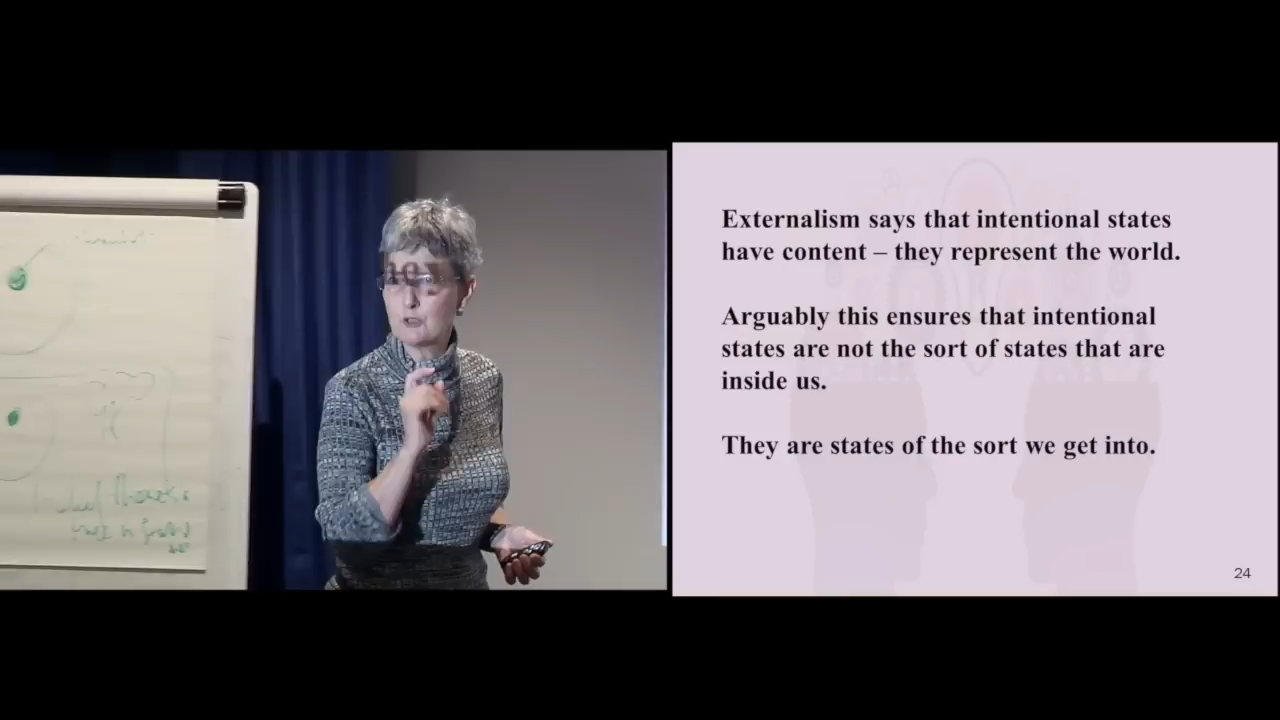 Externalism says that intentional states
have content – they represent the world.
Arguably this ensures that intentional
states are not the sort of states that are
inside us.
They are states of the sort we get into.
24